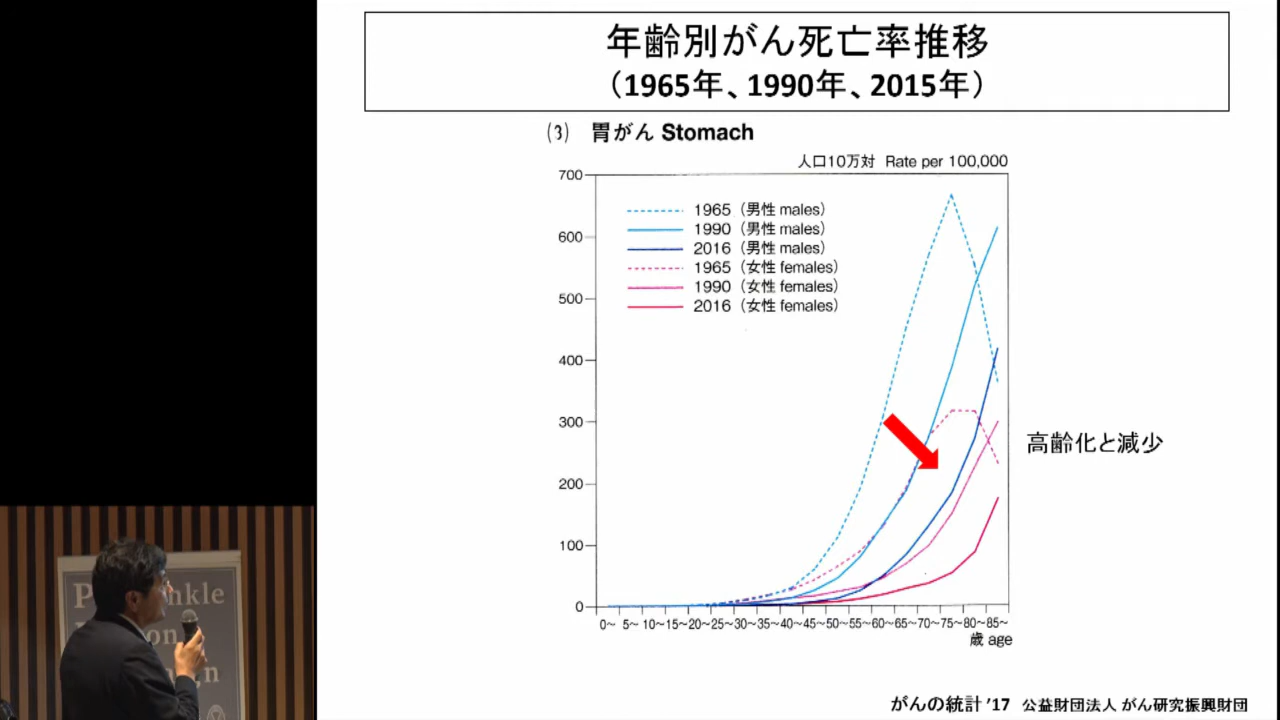 年齢別がん死亡率推移
（1965年、1990年、2015年）
(3) 胃がん Stomach
人口10万対 Rate per 100,000
700
600
500
400
300
200
100
0
1965（男性 males）
1990（男性 males）
2016（男性 males）
1965（女性 females）
1990（女性 females）
2016（女性 females）
高齢化と減少
0~ 5~ 10~15~20~25~30~35~40~45~50~55~60~65~70~75~80~85~
歳 age
がんの統計 '17 公益財団法人 がん研究振興財団